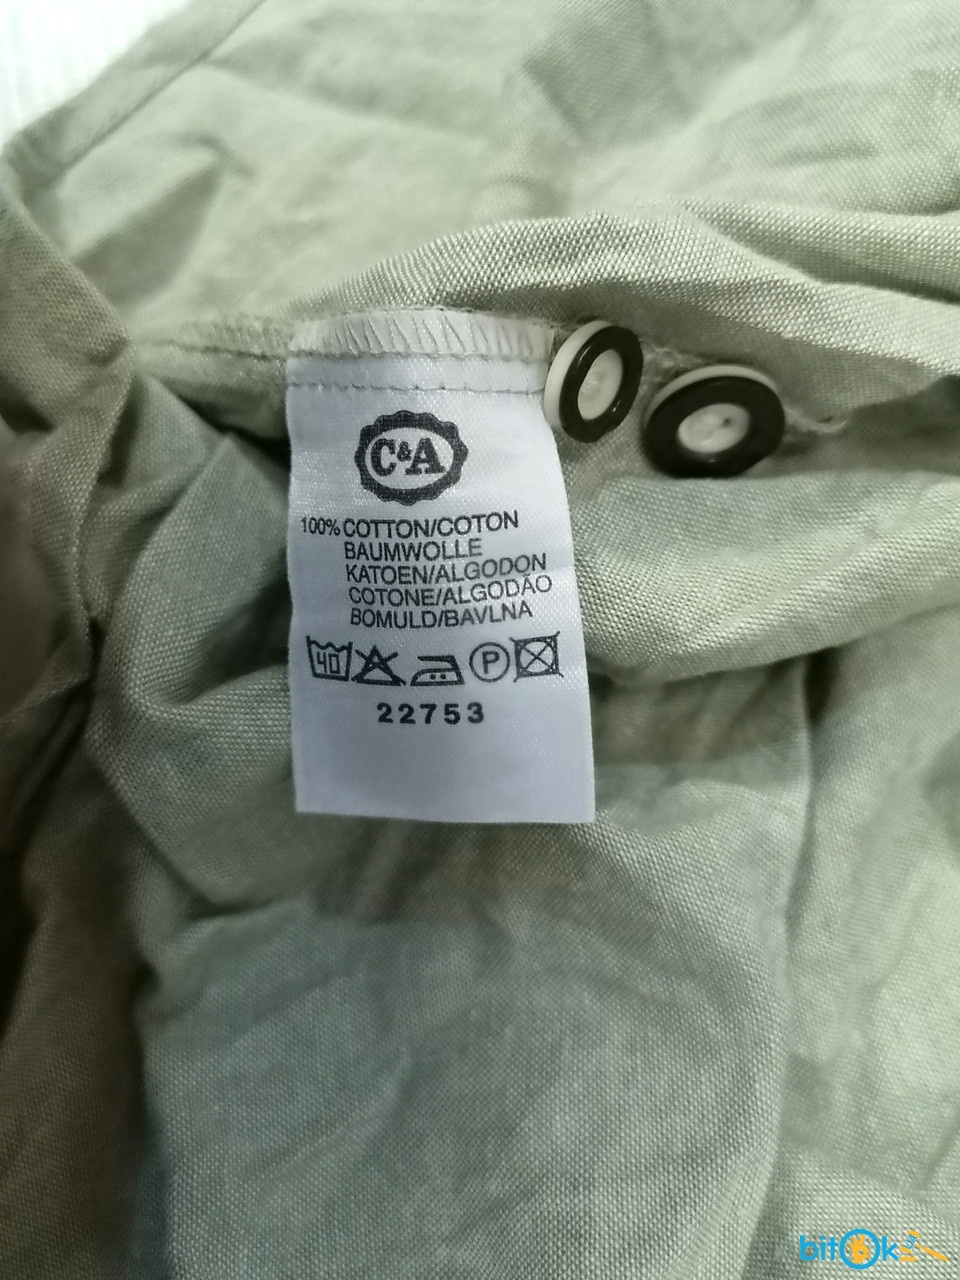 C&A
100% COTTON/COTON
BAUMWOLLE
KATOEN/ALGODON
COTONE/ALGODÃO
BOMULD/BAVLNA
40 P
22753
bitok